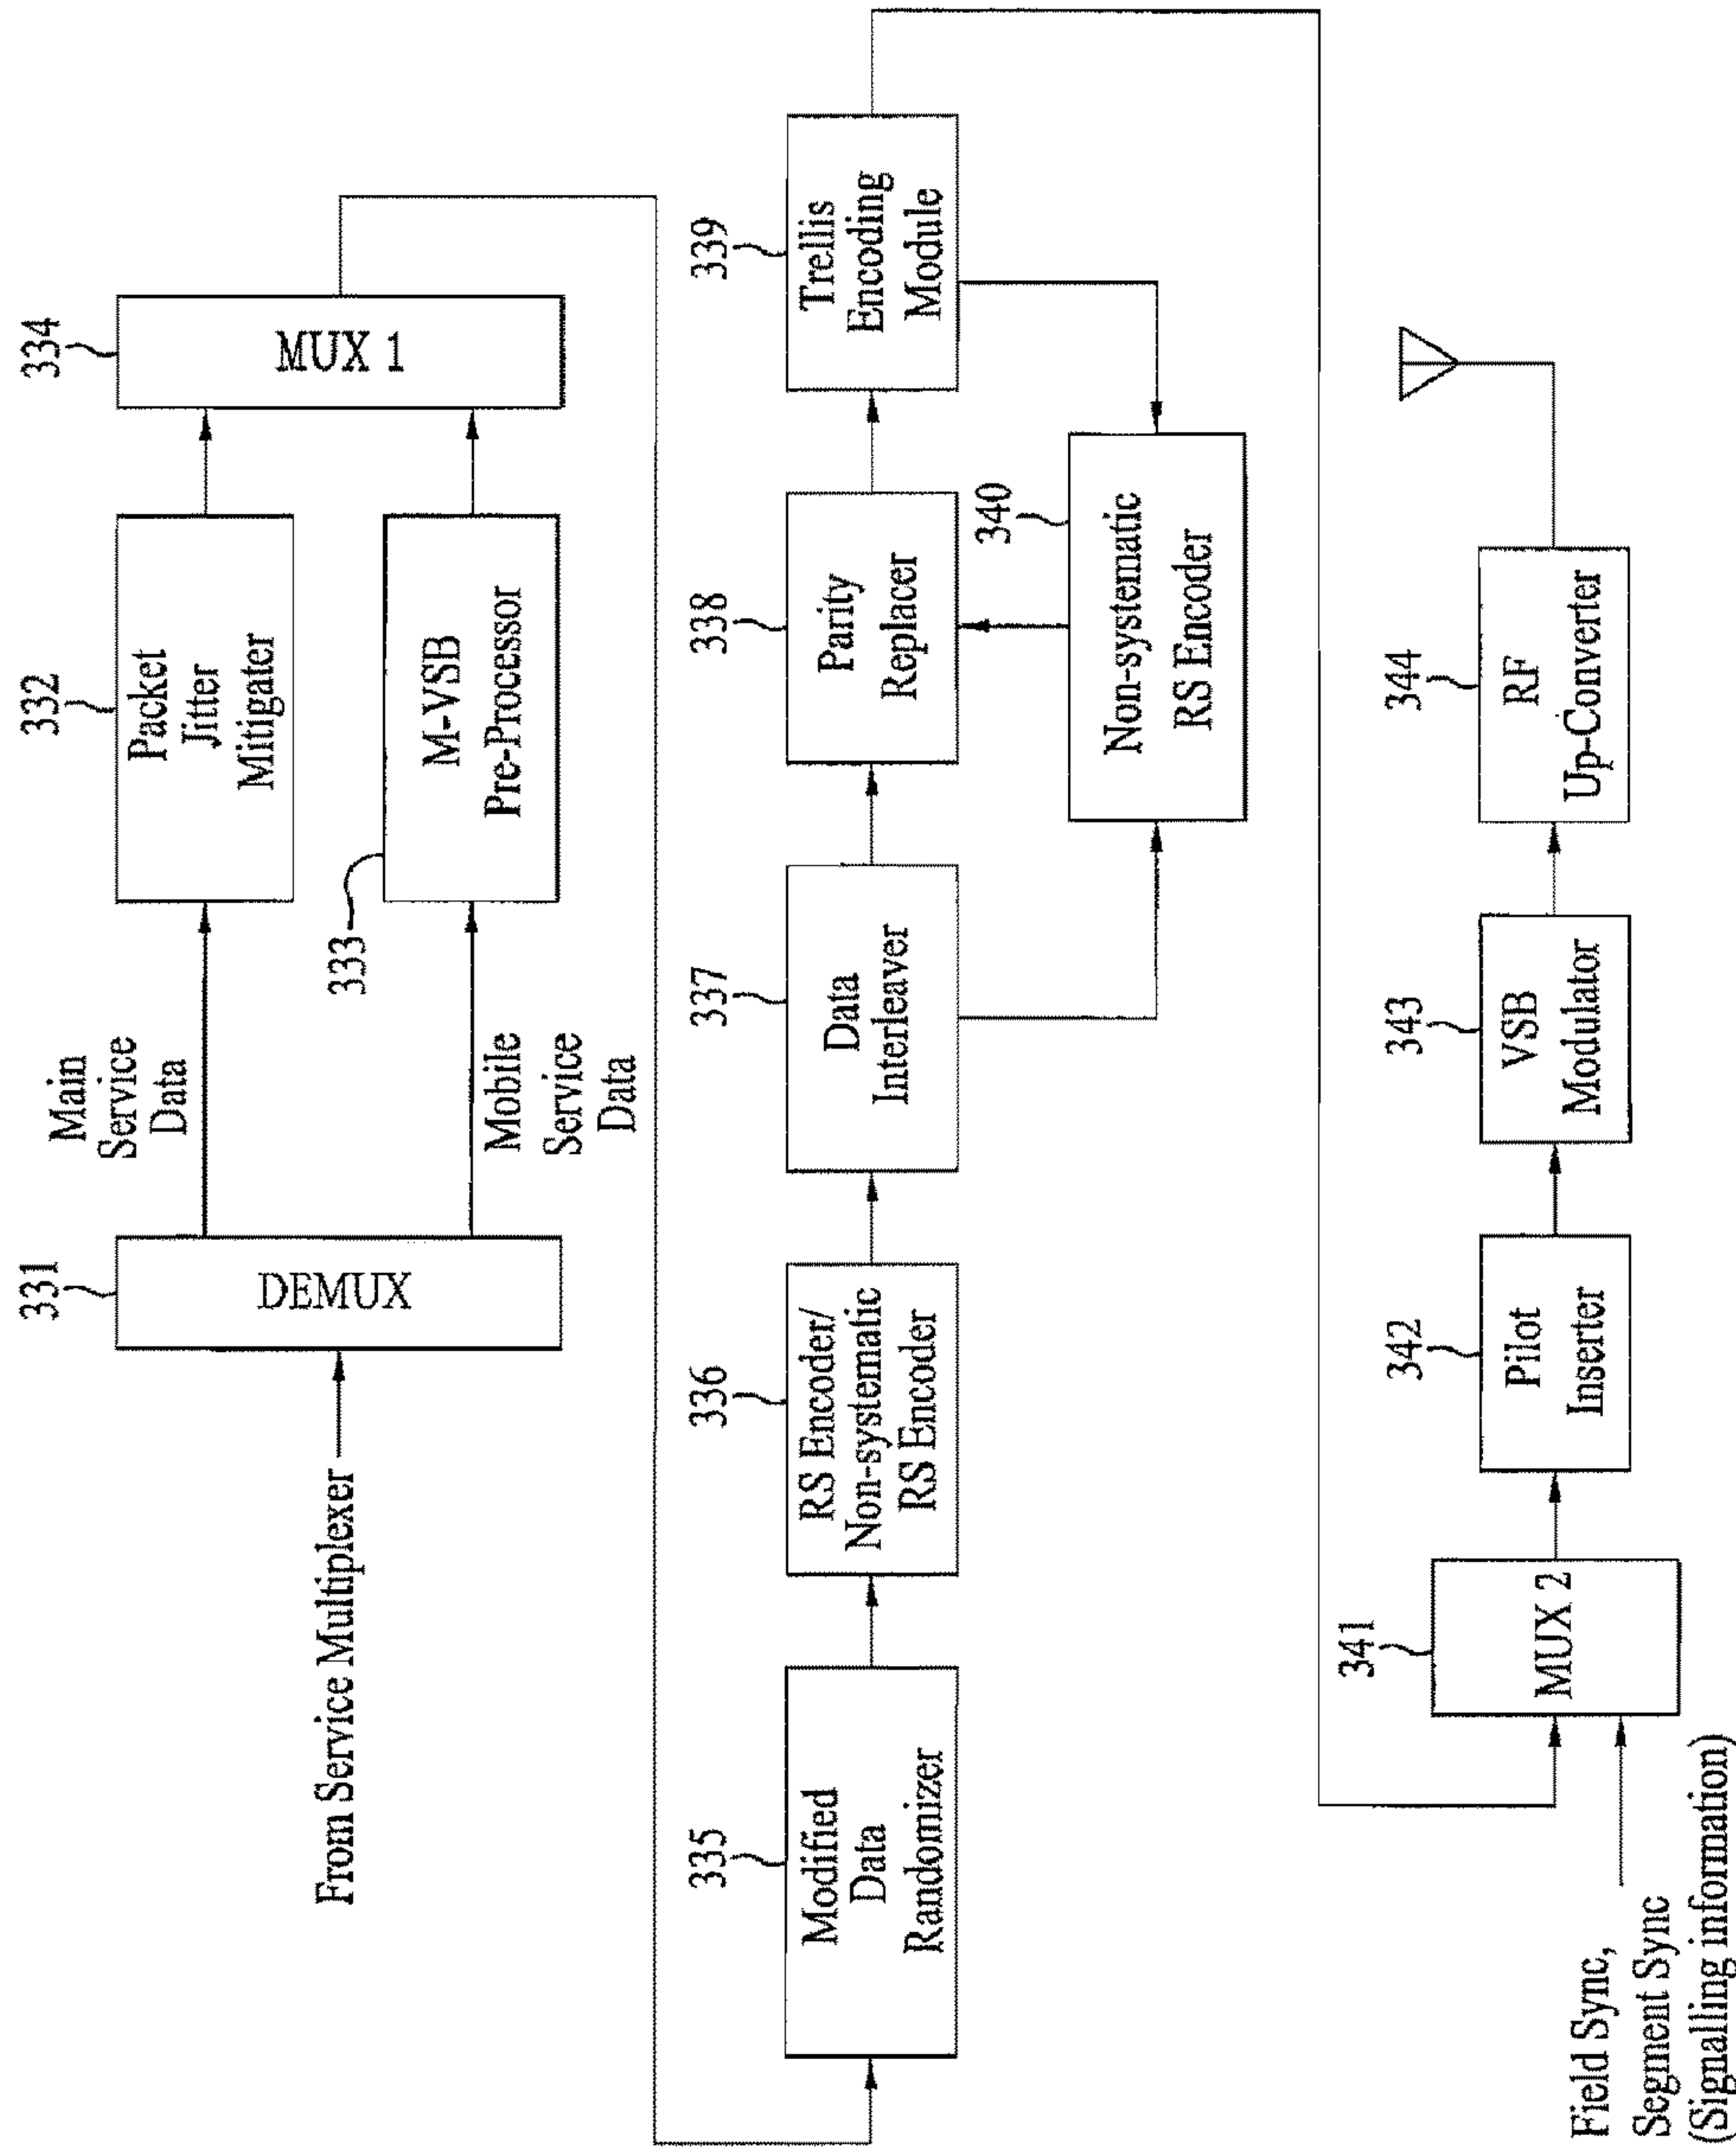 From Service Multiplexer
331
DEMUX
Main
Service
Data
Mobile
Service
Data
332
Packet
Jitter
Mitigater
333
M-VSB
Pre-Processor
334
MUX 1
335
Modified
Data
Randomizer
336
RS Encoder/
Non-systematic
RS Encoder
337
Data
Interleaver
338
Parity
Replacer
339
Trellis
Encoding
Module
340
Non-systematic
RS Encoder
Field Sync,
Segment Sync
(Signalling information)
341
MUX 2
342
Pilot
Inserter
343
VSB
Modulator
344
RF
Up-Converter